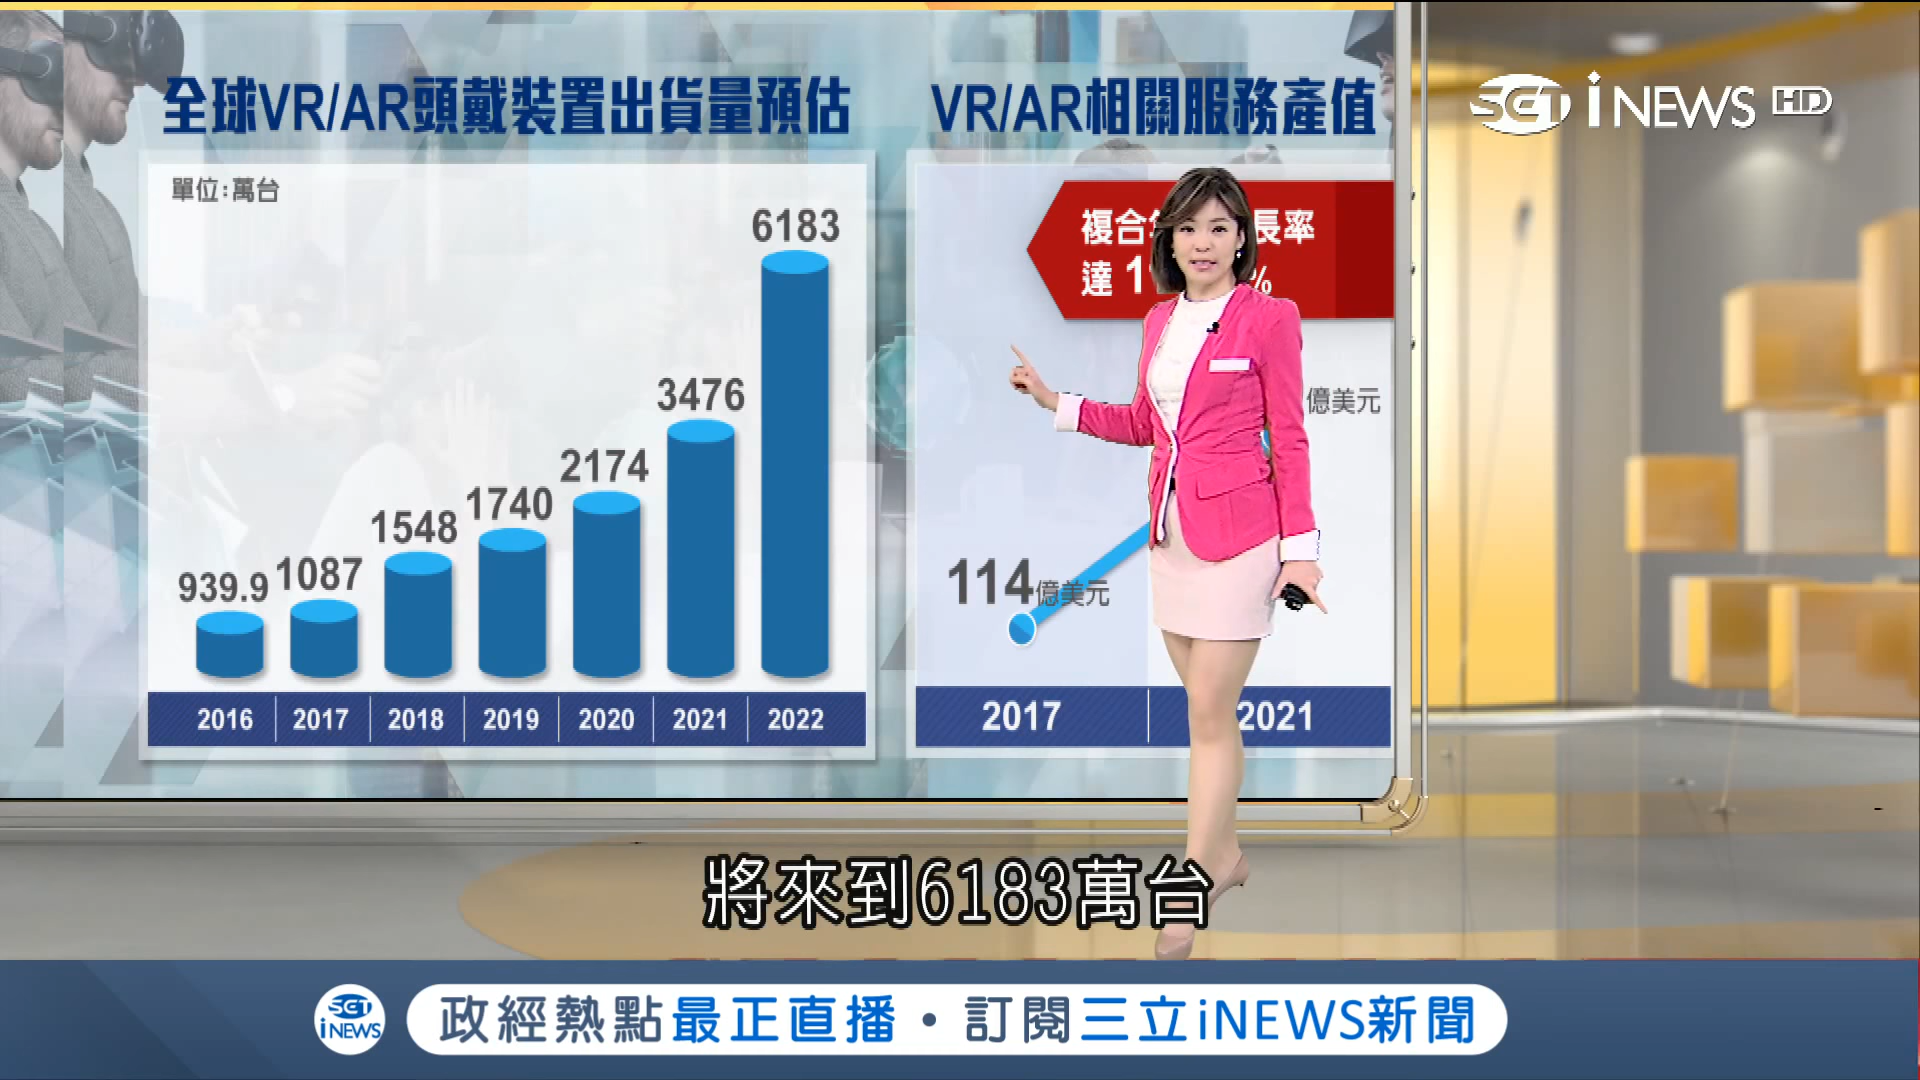 全球VR/AR頭戴裝置出貨量預估
單位:萬台
939.9
1087
1548
1740
2174
3476
6183
2016
2017
2018
2019
2020
2021
2022
VR/AR相關服務產值
複合
長率
達 1
%
億美元
114億美元
2017
2021
SET iNEWS HD
將來到6183萬台
SET iNEWS
政經熱點最正直播・訂閱三立iNEWS新聞